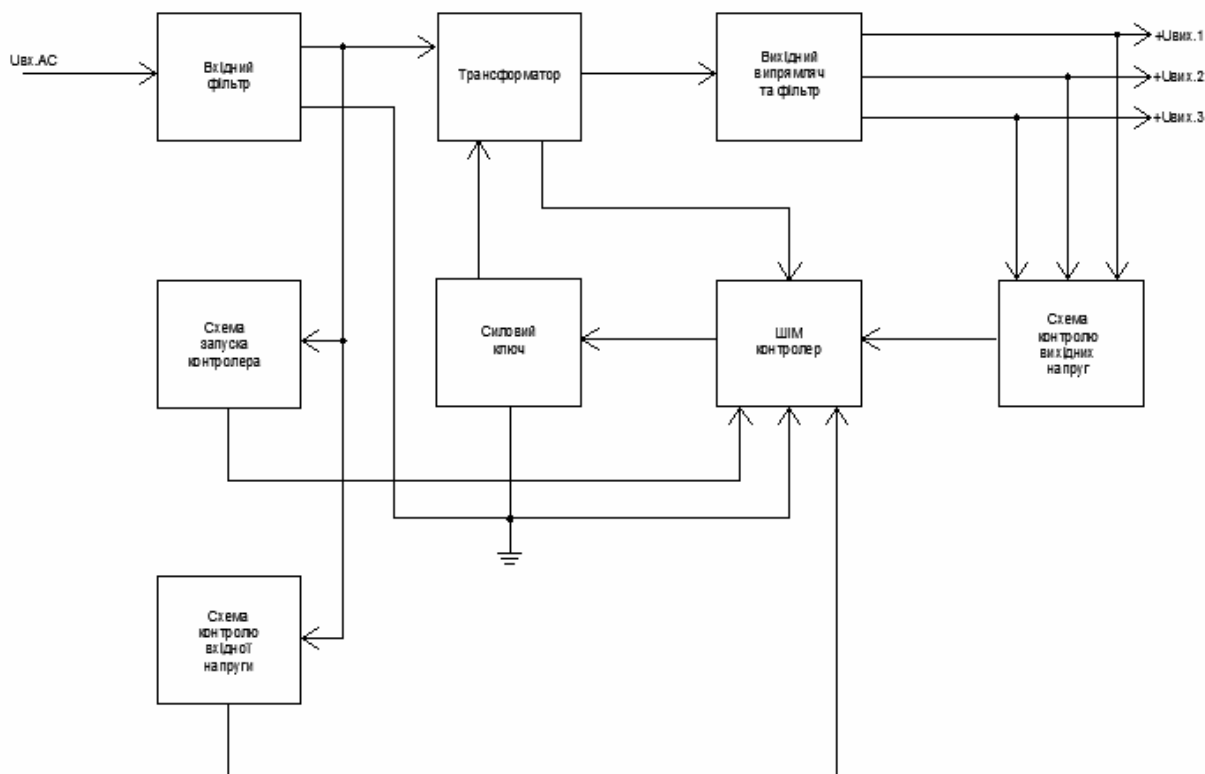 Uвх.AC
Вхідний
фільтр
Трансформатор
Вихідний
випрямляч
та фільтр
+Uвих.1
+Uвих.2
+Uвих.3
Схема
запуска
контролера
Силовий
ключ
ШІМ
контролер
Схема
контролю
вихідних
напруг
Схема
контролю
вхідної
напруги